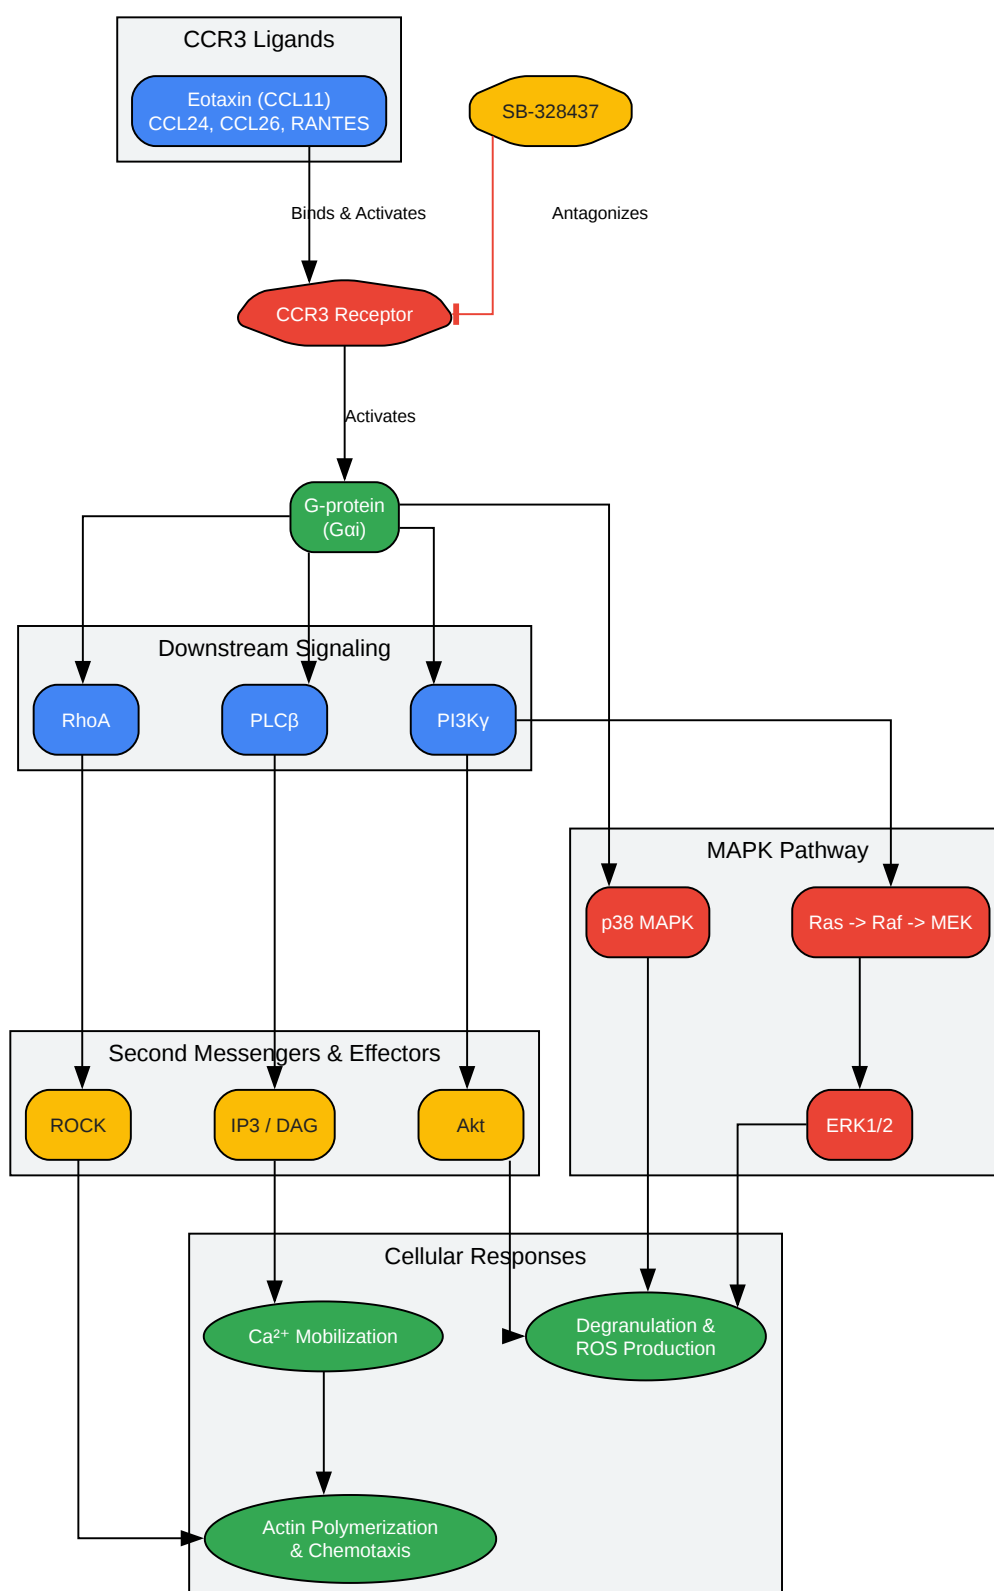 CCR3 Ligands
Eotaxin (CCL11)
CCL24, CCL26, RANTES
SB-328437
Binds & Activates
Antagonizes
CCR3 Receptor
Activates
G-protein
(Gαi)
Downstream Signaling
RhoA
PLCβ
PI3Kγ
MAPK Pathway
p38 MAPK
Ras -> Raf -> MEK
Second Messengers & Effectors
ROCK
IP3 / DAG
Akt
ERK1/2
Cellular Responses
Ca²⁺ Mobilization
Degranulation &
ROS Production
Actin Polymerization
& Chemotaxis